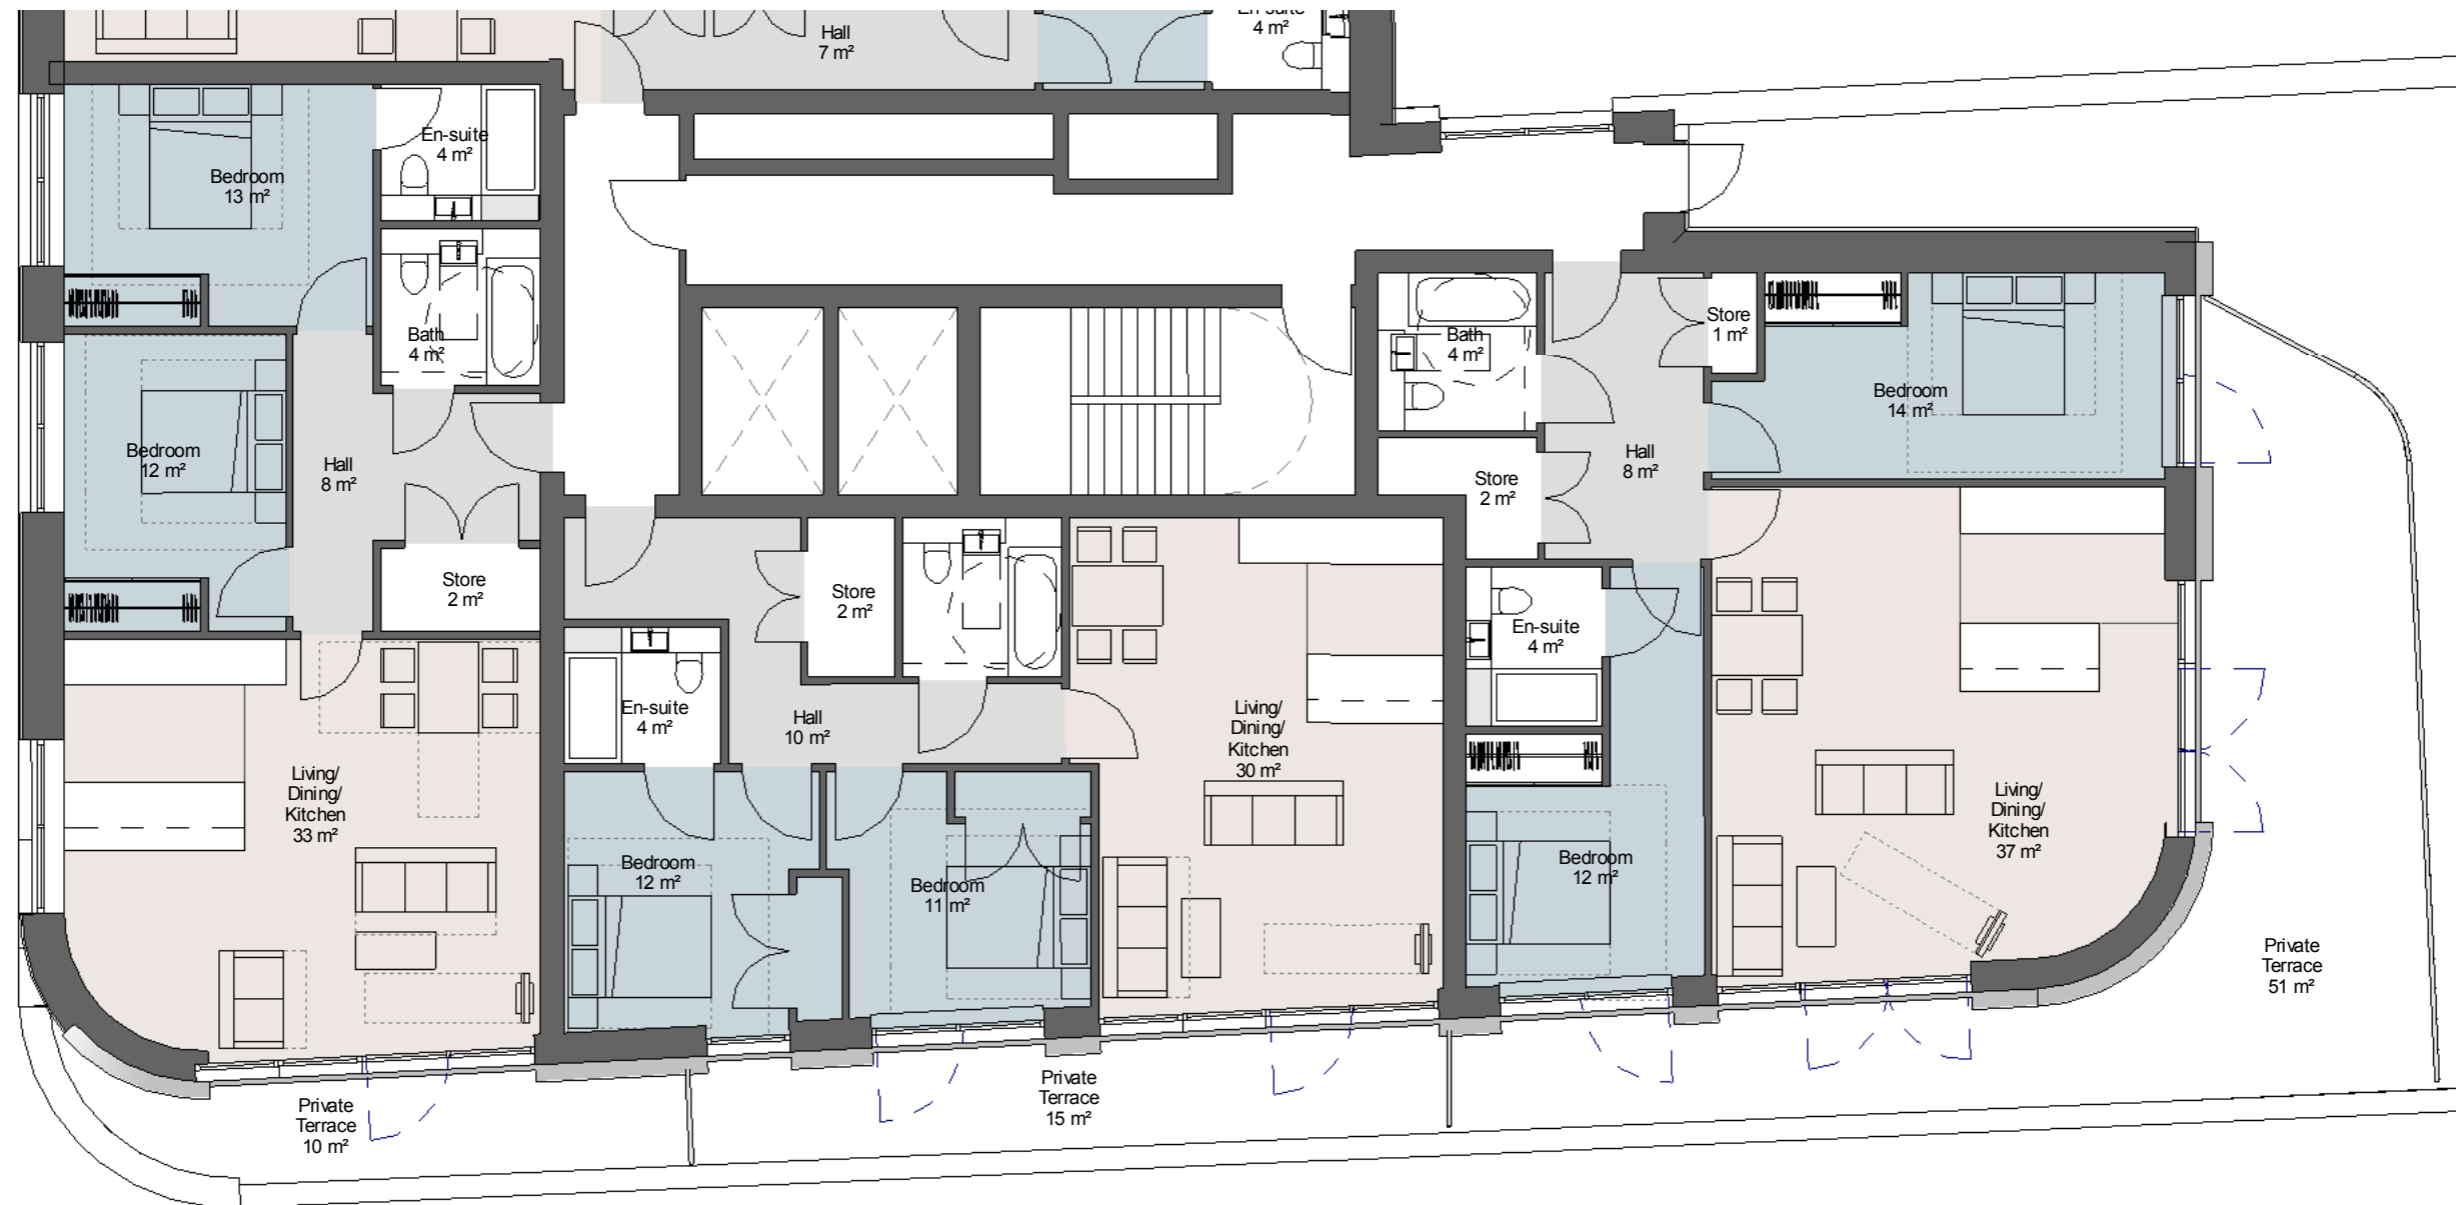 Hall
7 m²
En-suite
4 m²
En-suite
4 m²
Bedroom
13 m²
Bath
4 m²
Bedroom
12 m²
Hall
8 m²
Store
2 m²
Living/
Dining/
Kitchen
33 m²
Private
Terrace
10 m²
Store
2 m²
En-suite
4 m²
Hall
10 m²
Bedroom
12 m²
Bedroom
11 m²
Living/
Dining/
Kitchen
30 m²
Private
Terrace
15 m²
Bath
4 m²
Store
1 m²
Bedroom
14 m²
Hall
8 m²
Store
2 m²
En-suite
4 m²
Bedroom
12 m²
Living/
Dining/
Kitchen
37 m²
Private
Terrace
51 m²